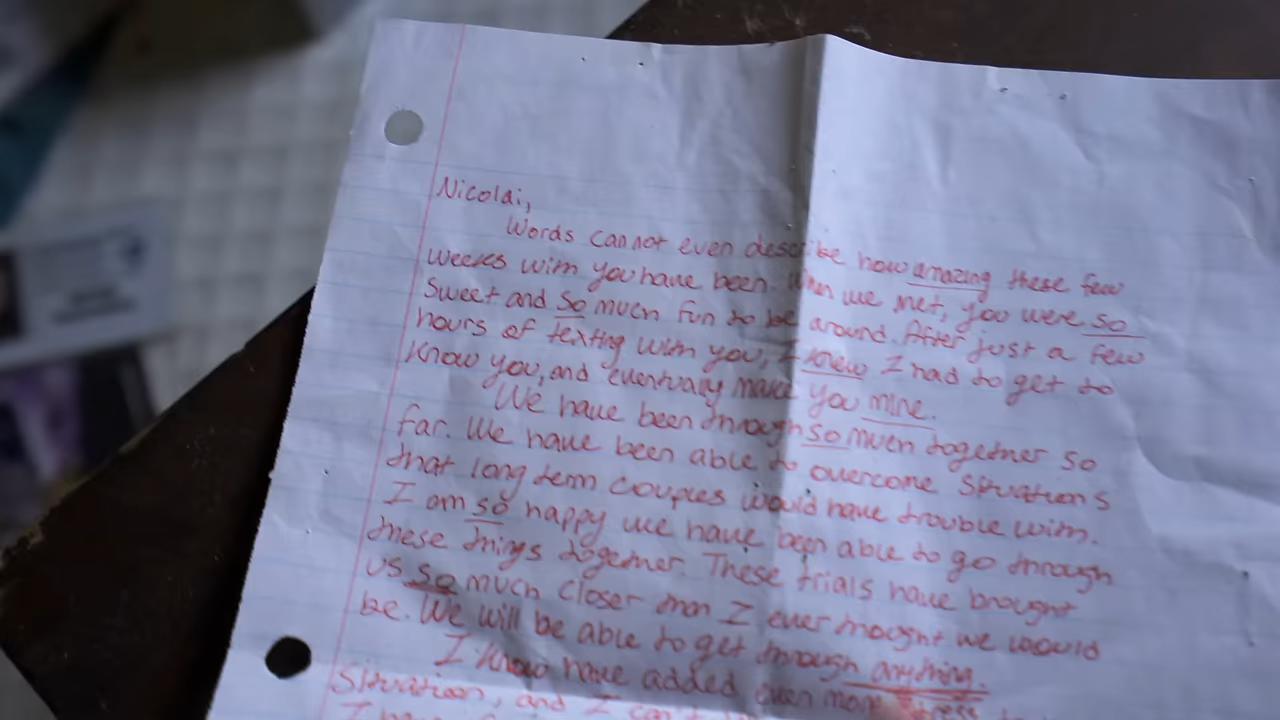 Nicolai,
Words cannot even describe how amazing these few
weeks with you have been. When we met, you were so
sweet and so much fun to be around. After just a few
hours of texting with you, I knew I had to get to
know you, and eventually make you mine.
We have been through so much together so
far. We have been able to overcome situations
that long term couples would have trouble with.
I am so happy we have been able to go through
these things together. These trials have brought
us so much closer than I ever thought we would
be. We will be able to get through anything.
I know have added even more stress
situation, and I can't
I have